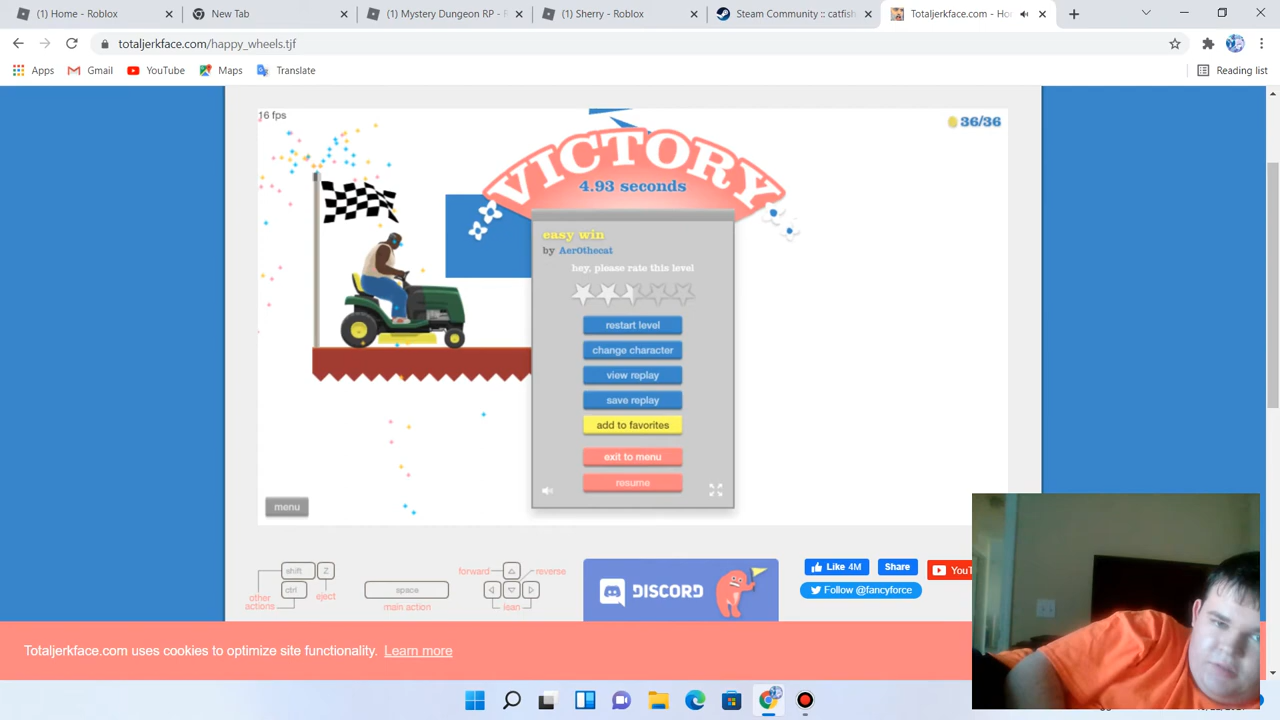 (1) Home - Roblox
New Tab
(1) Mystery Dungeon RP - R
(1) Sherry - Roblox
Steam Community :: catfish
Totaljerkface.com - Ho
totaljerkface.com/happy_wheels.tjf
Apps
Gmail
YouTube
Maps
Translate
Reading list
16 fps
36/36
VICTORY
4.93 seconds
easy win
by Aer0thecat
hey, please rate this level
restart level
change character
view replay
save replay
add to favorites
exit to menu
resume
menu
shift
Z
ctrl
other actions
eject
space
main action
forward
reverse
lean
DISCORD
Like 4M
Share
YouT
Follow @fancyforce
Totaljerkface.com uses cookies to optimize site functionality. Learn more